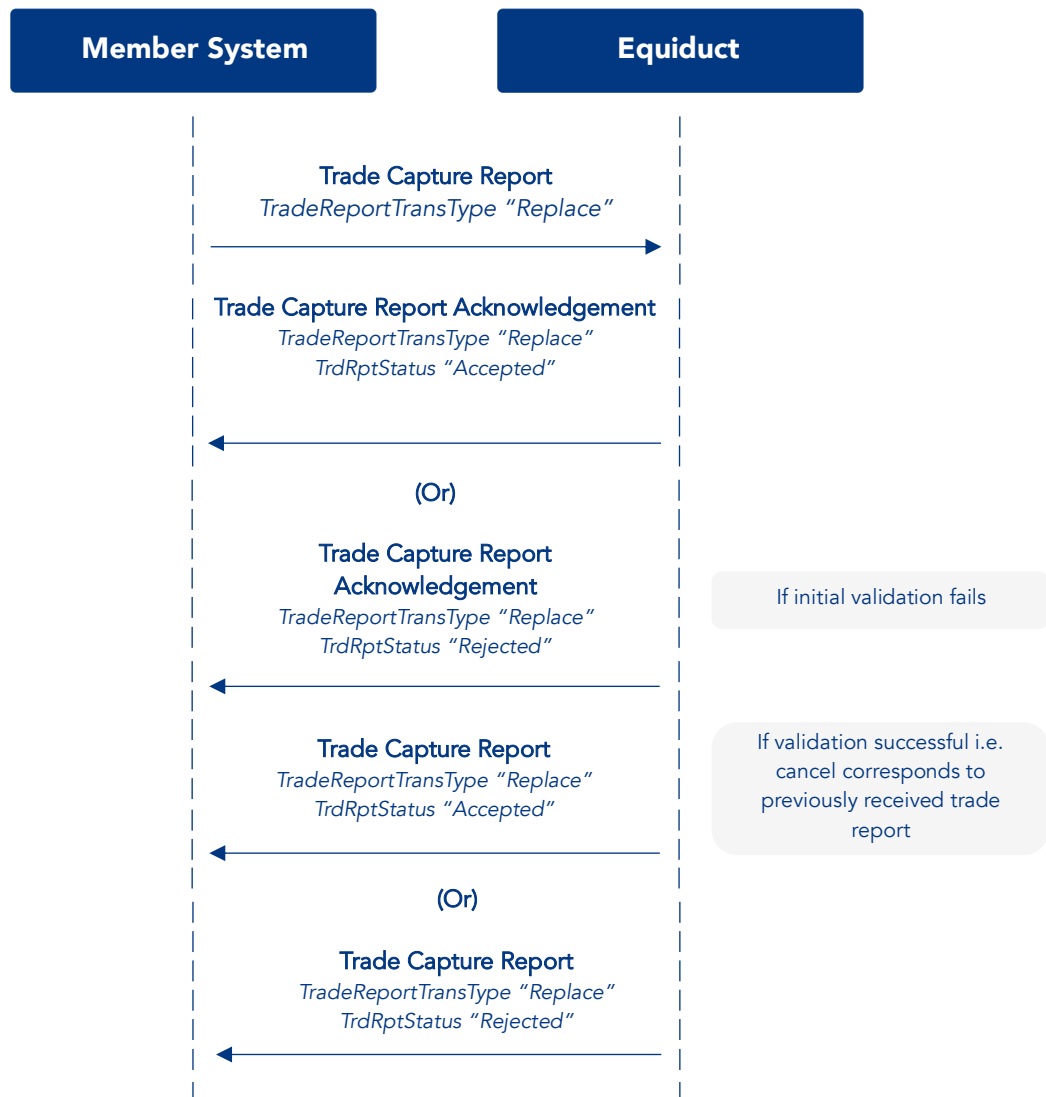 Member System
Equiduct
Trade Capture Report
TradeReportTransType “Replace”
Trade Capture Report Acknowledgement
TradeReportTransType “Replace”
TrdRptStatus “Accepted”
(Or)
Trade Capture Report
Acknowledgement
TradeReportTransType “Replace”
TrdRptStatus “Rejected”
If initial validation fails
Trade Capture Report
TradeReportTransType “Replace”
TrdRptStatus “Accepted”
If validation successful i.e.
cancel corresponds to
previously received trade
report
(Or)
Trade Capture Report
TradeReportTransType “Replace”
TrdRptStatus “Rejected”